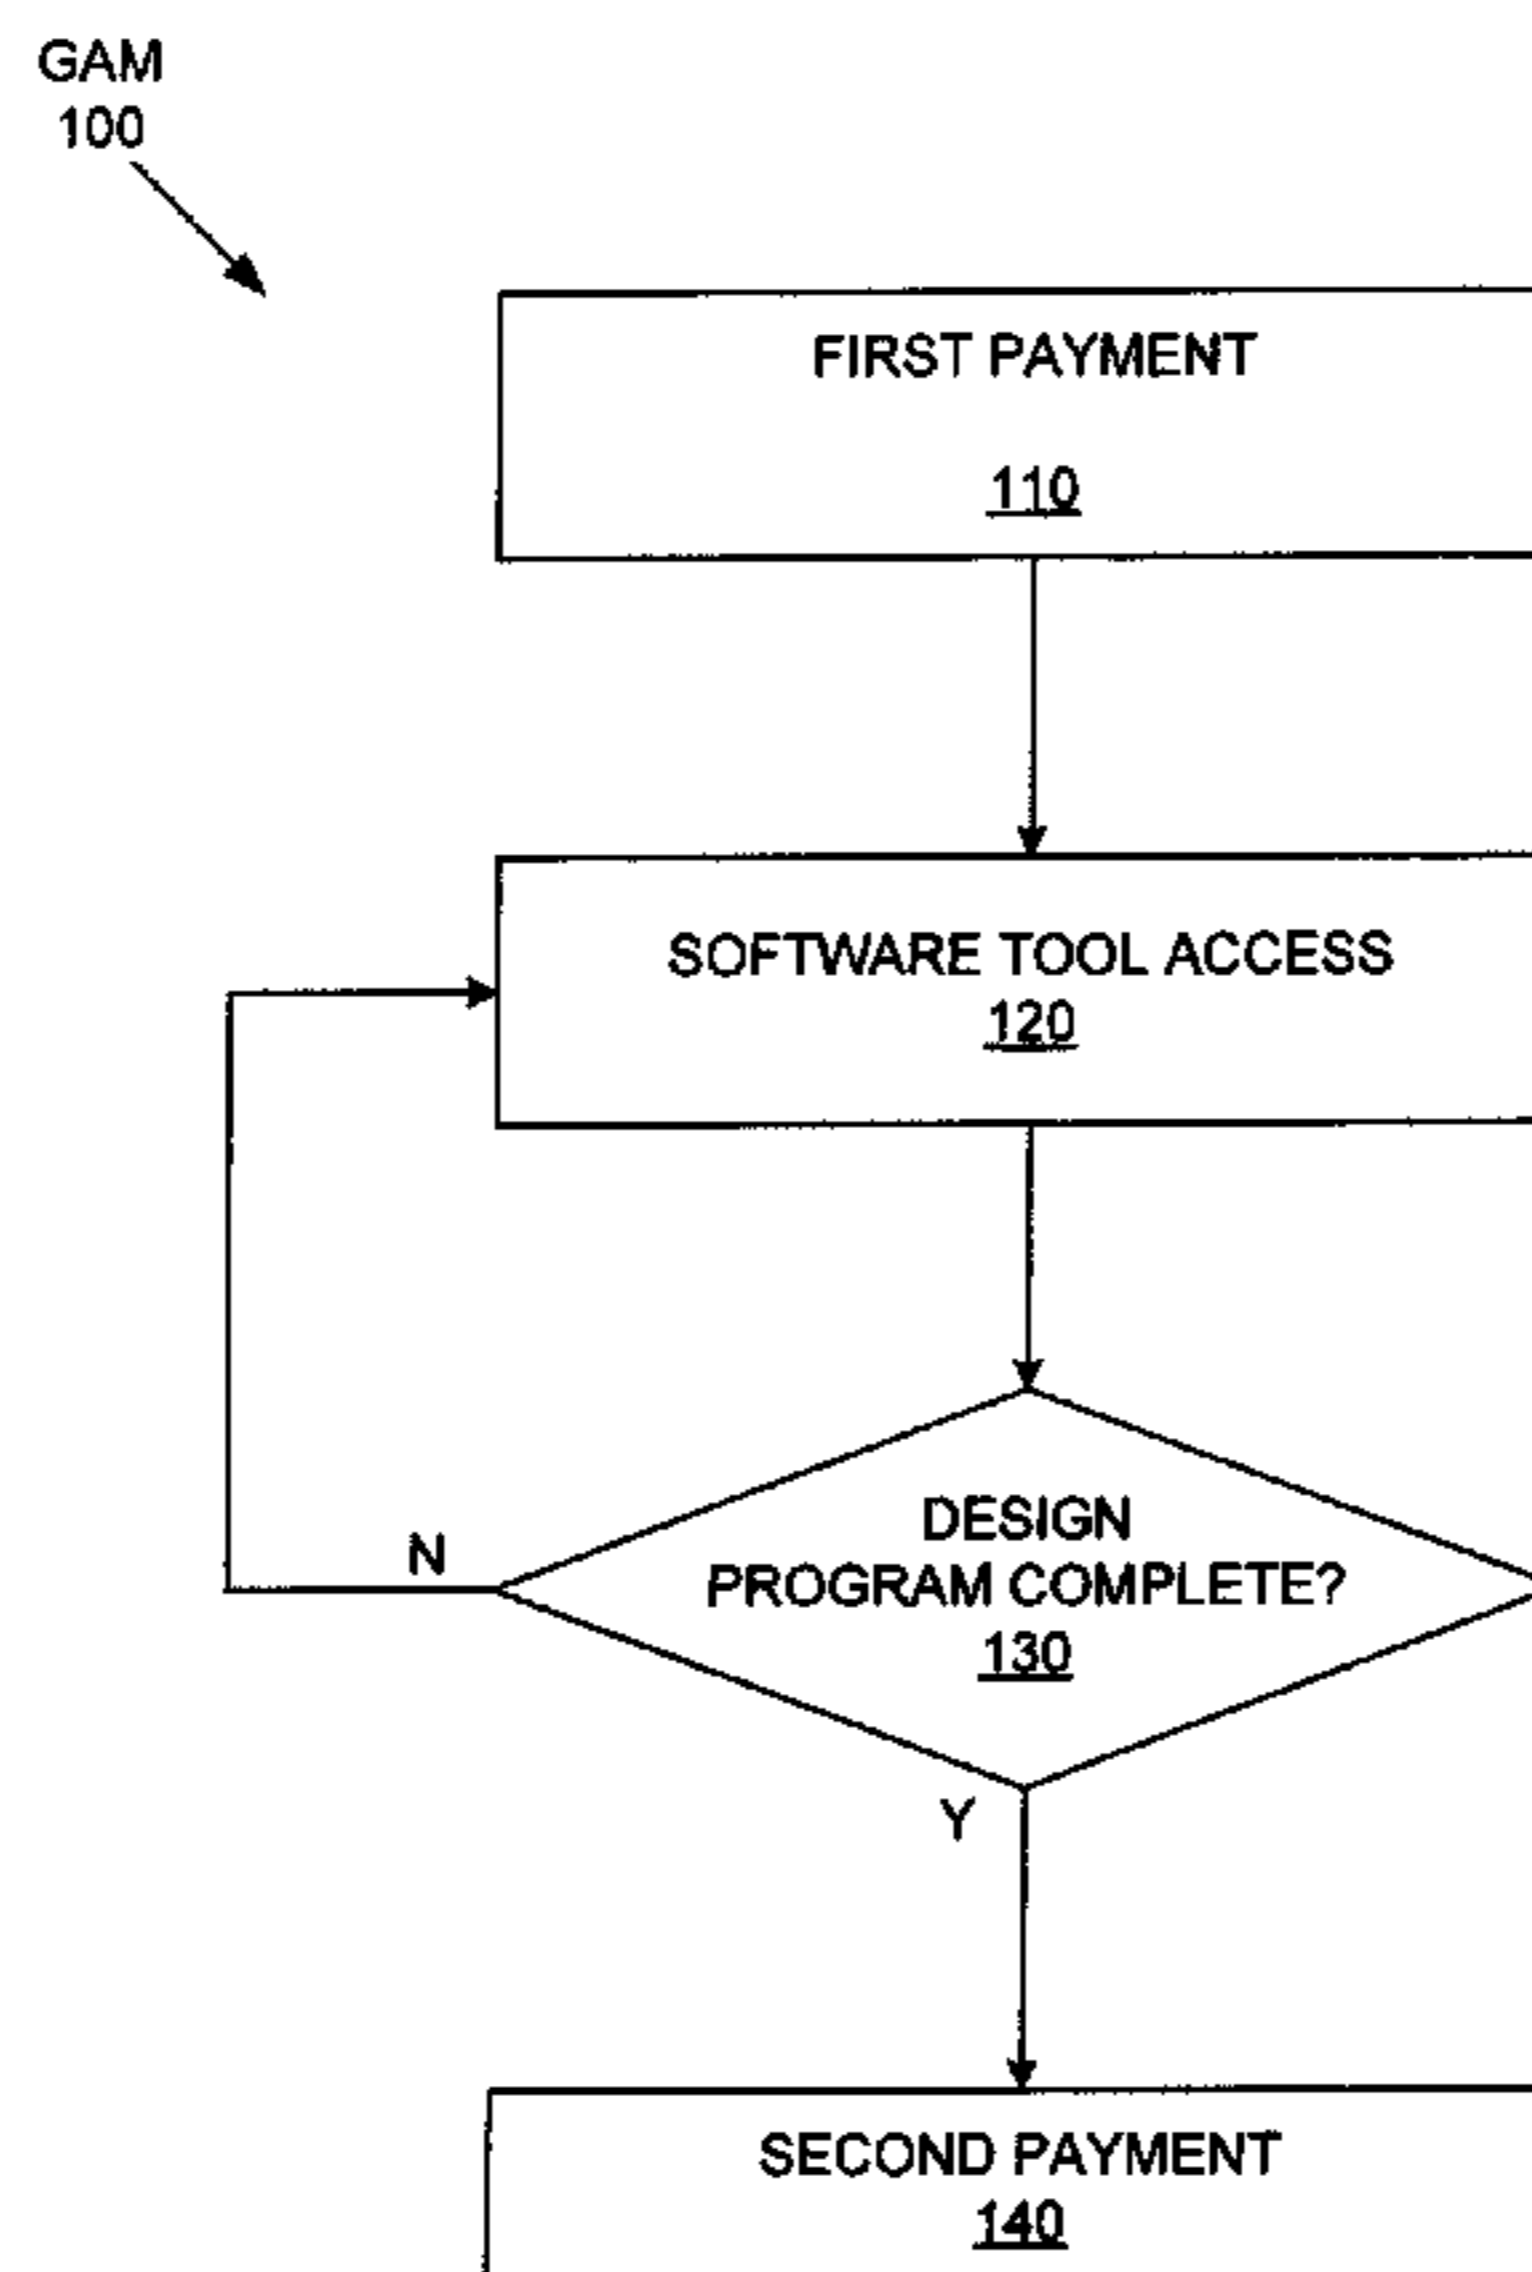 GAM
100
FIRST PAYMENT
110
SOFTWARE TOOL ACCESS
120
DESIGN
PROGRAM COMPLETE?
130
N
Y
SECOND PAYMENT
140